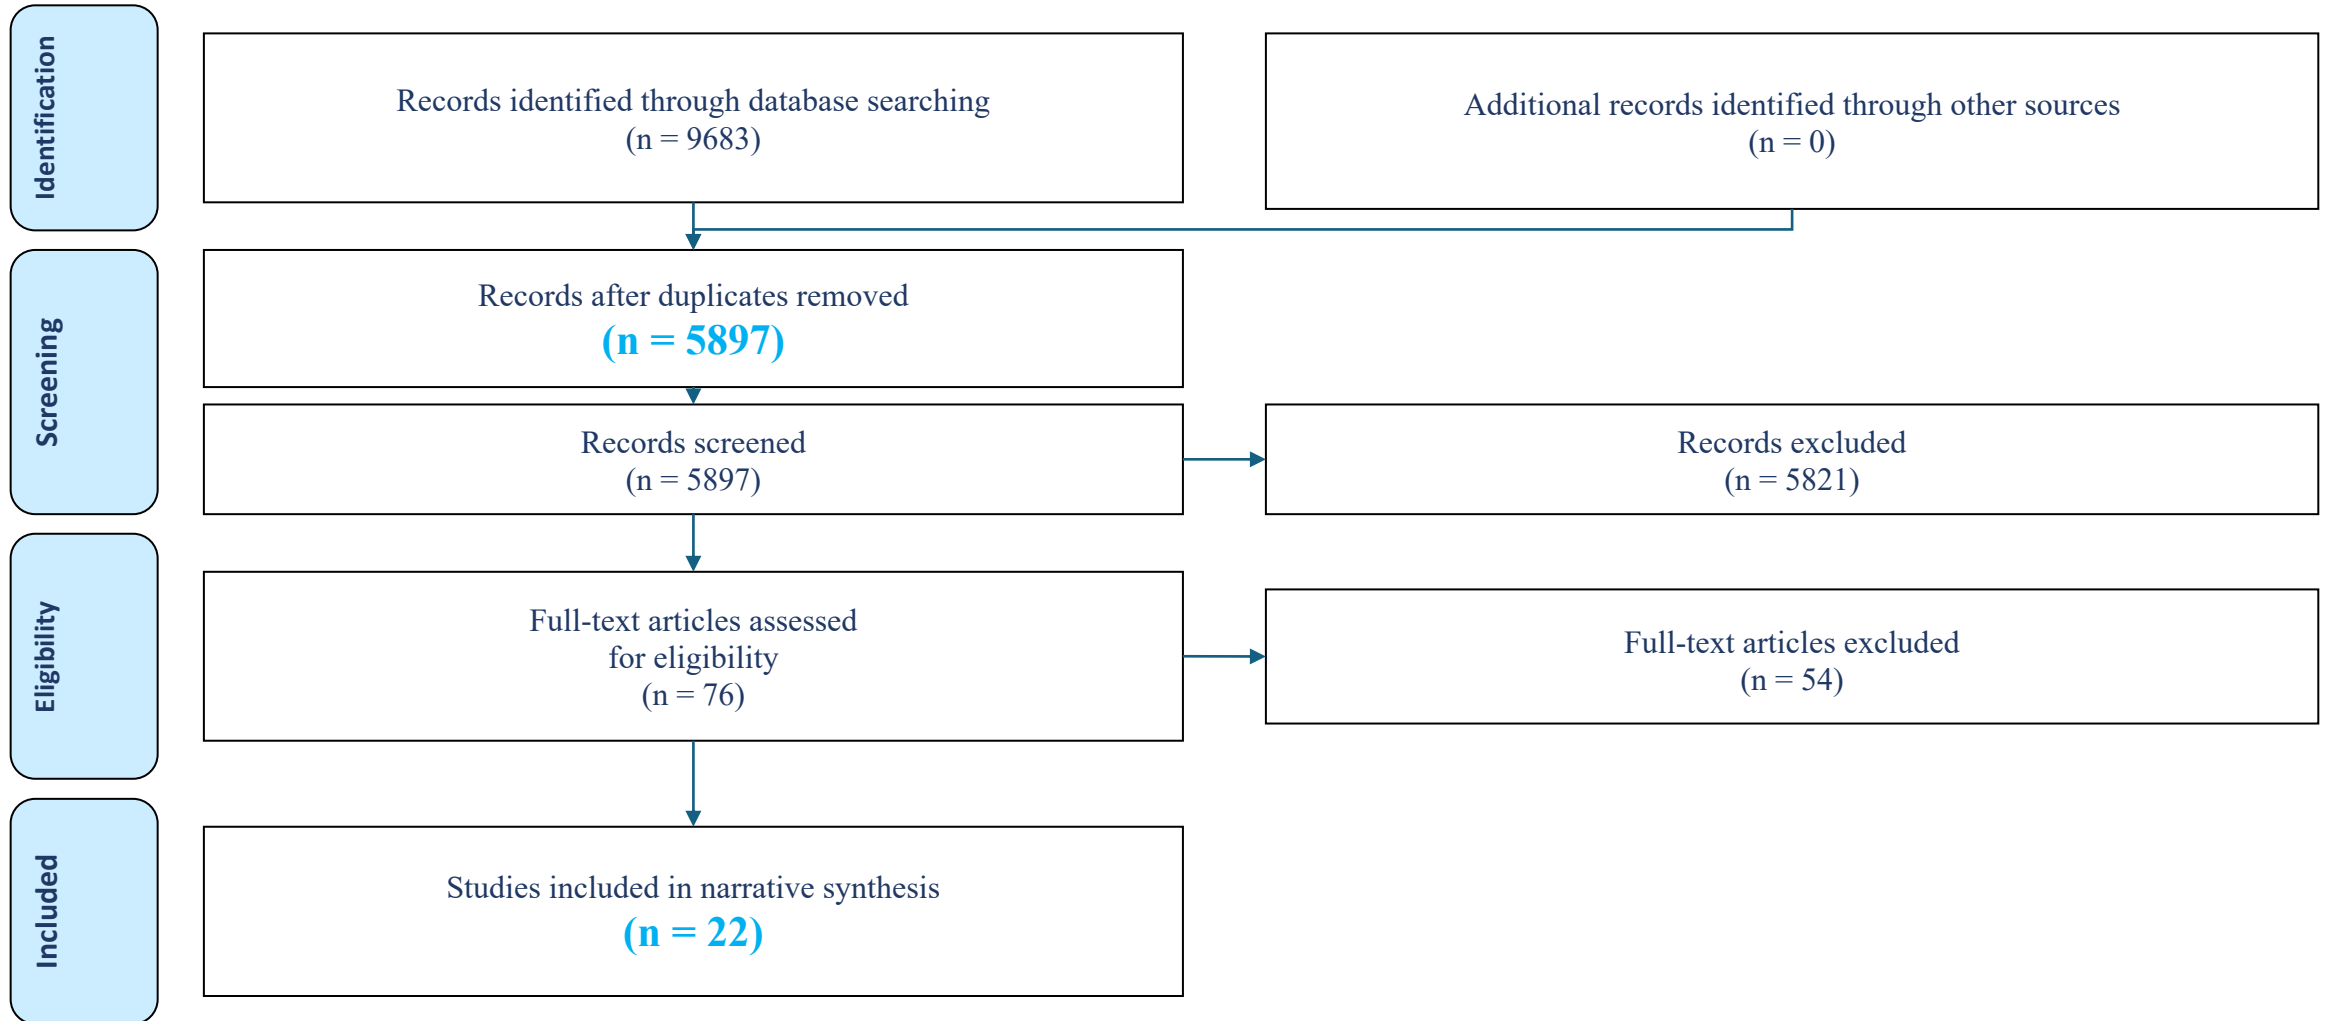 Identification
Records identified through database searching
(n = 9683)
Additional records identified through other sources
(n = 0)
Screening
Records after duplicates removed
(n = 5897)
Records screened
(n = 5897)
Records excluded
(n = 5821)
Eligibility
Full-text articles assessed
for eligibility
(n = 76)
Full-text articles excluded
(n = 54)
Included
Studies included in narrative synthesis
(n = 22)